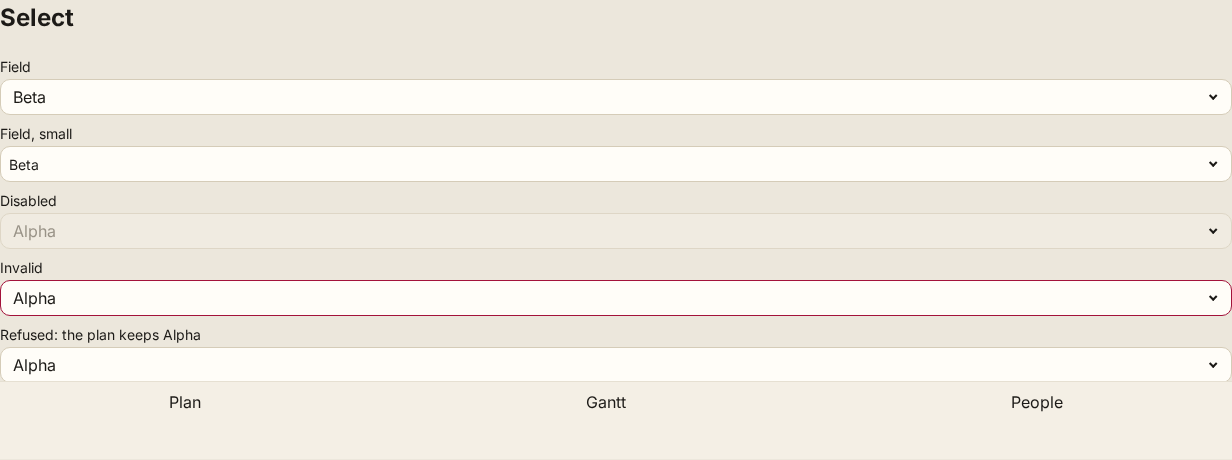 Select
Field
Beta
Field, small
Beta
Disabled
Alpha
Invalid
Alpha
Refused: the plan keeps Alpha
Alpha
Plan Gantt People